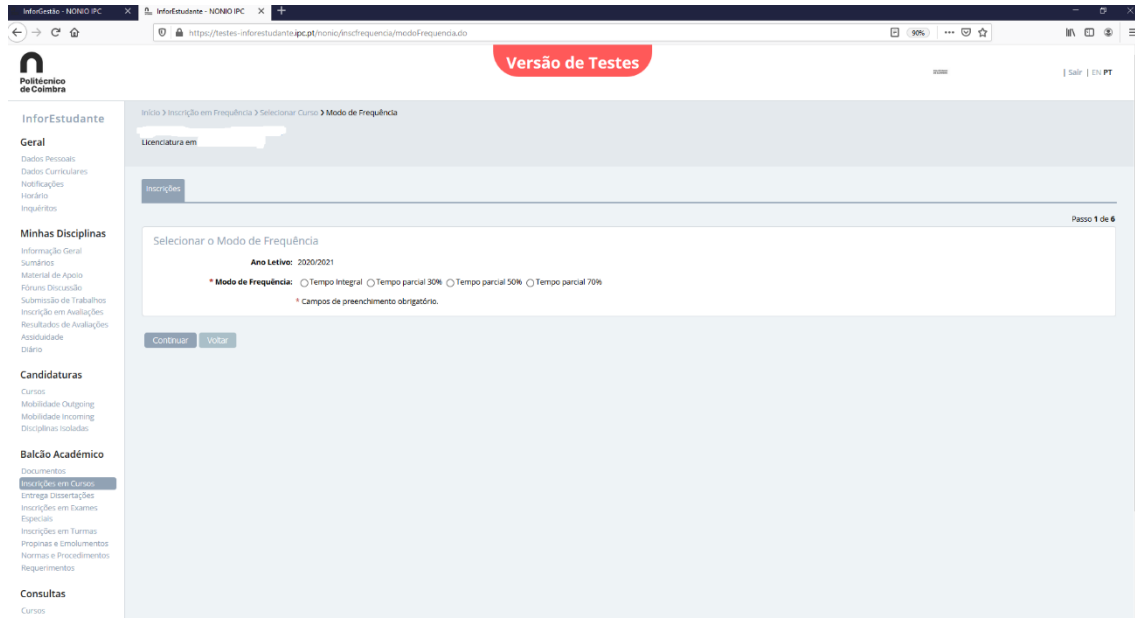 InforGestão - NONIO IPC
InforEstudante - NONIO IPC
https://testes-inforestudante.ipc.pt/nonio/inscfrequencia/modoFrequencia.do
90%
Versão de Testes
Politécnico
de Coimbra
| Sair | EN PT
InforEstudante
Geral
Dados Pessoais
Dados Curriculares
Notificações
Horário
Inquéritos
Minhas Disciplinas
Informação Geral
Sumários
Material de Apoio
Fóruns Discussão
Submissão de Trabalhos
Inscrição em Avaliações
Resultados de Avaliações
Assiduidade
Diário
Candidaturas
Cursos
Mobilidade Outgoing
Mobilidade Incoming
Disciplinas Isoladas
Balcão Académico
Documentos
Inscrições em Cursos
Entrega Dissertações
Inscrições em Exames
Especiais
Inscrições em Turmas
Propinas e Emolumentos
Normas e Procedimentos
Requerimentos
Consultas
Cursos
Início > Inscrição em Frequência > Selecionar Curso > Modo de Frequência
Licenciatura em
Inscrições
Passo 1 de 6
Selecionar o Modo de Frequência
Ano Letivo: 2020/2021
* Modo de Frequência: Tempo Integral Tempo parcial 30% Tempo parcial 50% Tempo parcial 70%
* Campos de preenchimento obrigatório.
Continuar Voltar